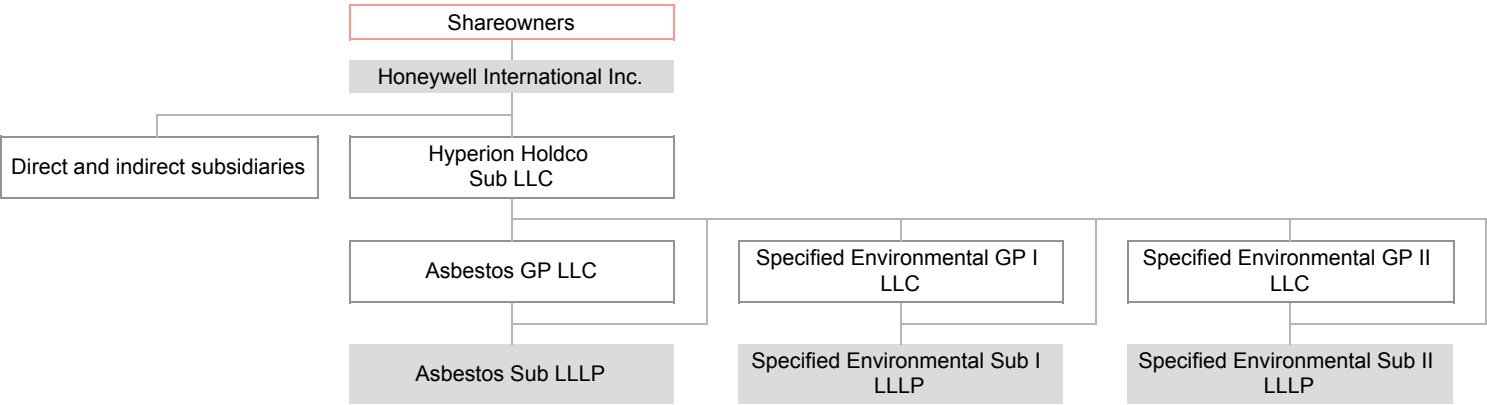 Shareowners
Honeywell International Inc.
Direct and indirect subsidiaries
Hyperion Holdco
Sub LLC
Asbestos GP LLC
Specified Environmental GP I
LLC
Specified Environmental GP II
LLC
Asbestos Sub LLLP
Specified Environmental Sub I
LLLP
Specified Environmental Sub II
LLLP